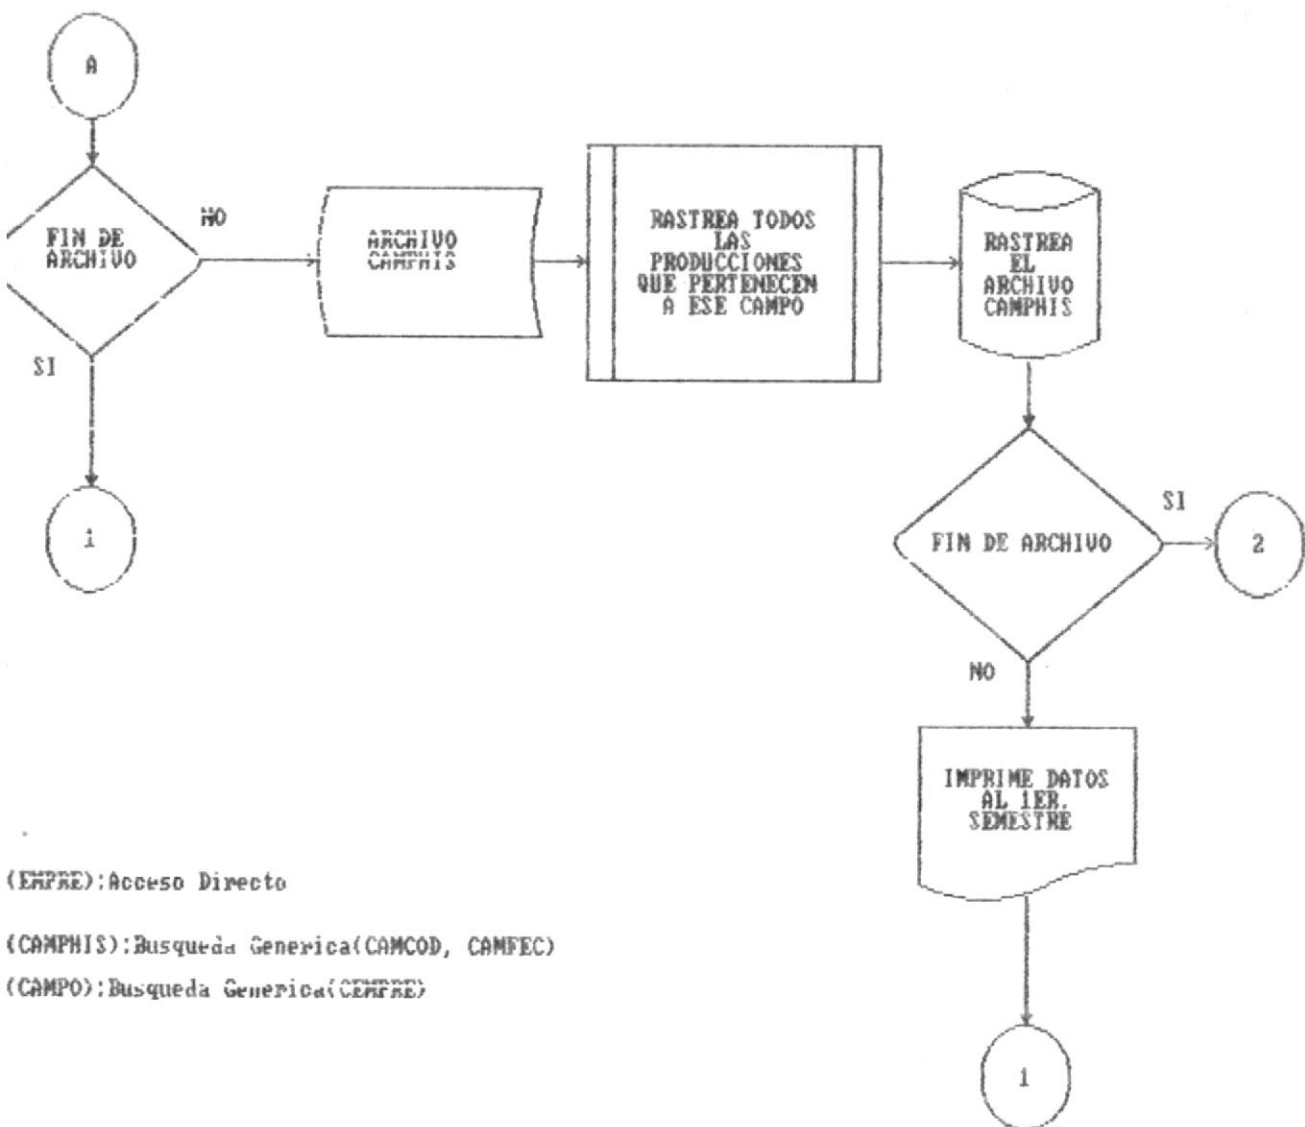 A
FIN DE
ARCHIVO
NO
SI
1
ARCHIVO
CAMPHIS
RASTREA TODOS
LAS
PRODUCCIONES
QUE PERTENECEN
A ESE CAMPO
RASTREA
EL
ARCHIVO
CAMPHIS
FIN DE ARCHIVO
SI
2
NO
IMPRIME DATOS
AL 1ER.
SEMESTRE
1
(EMPRE):Acceso Directo
(CAMPHIS):Busqueda Generica(CAMCOD, CAMFEC)
(CAMPO):Busqueda Generica(CEMPRE)